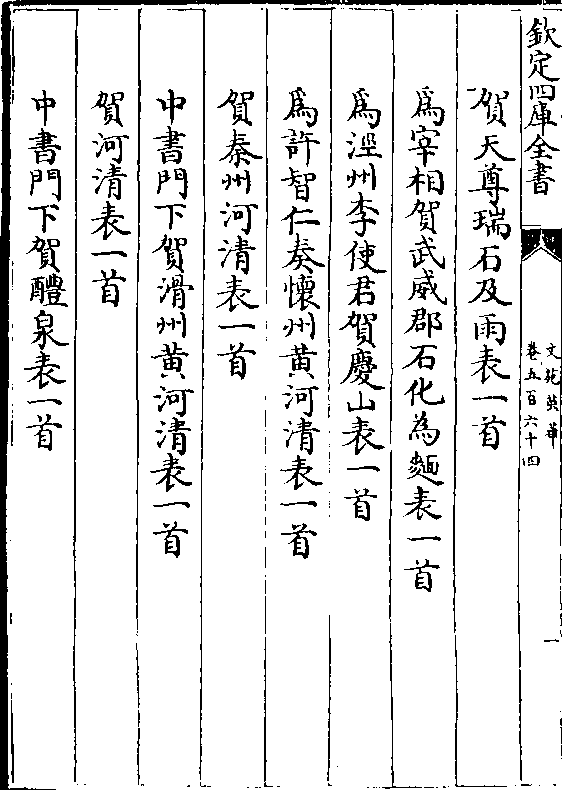 欽定四庫全書
文苑英華
卷五百六十四
一
賀天尊瑞石及雨表一首
爲宰相賀武威郡石化為麵表一首
爲涇州李使君賀慶山表一首
爲許智仁奏懷州黄河清表一首
賀秦州河清表一首
中書門下賀滑州黄河清表一首
賀河清表一首
中書門下賀醴泉表一首